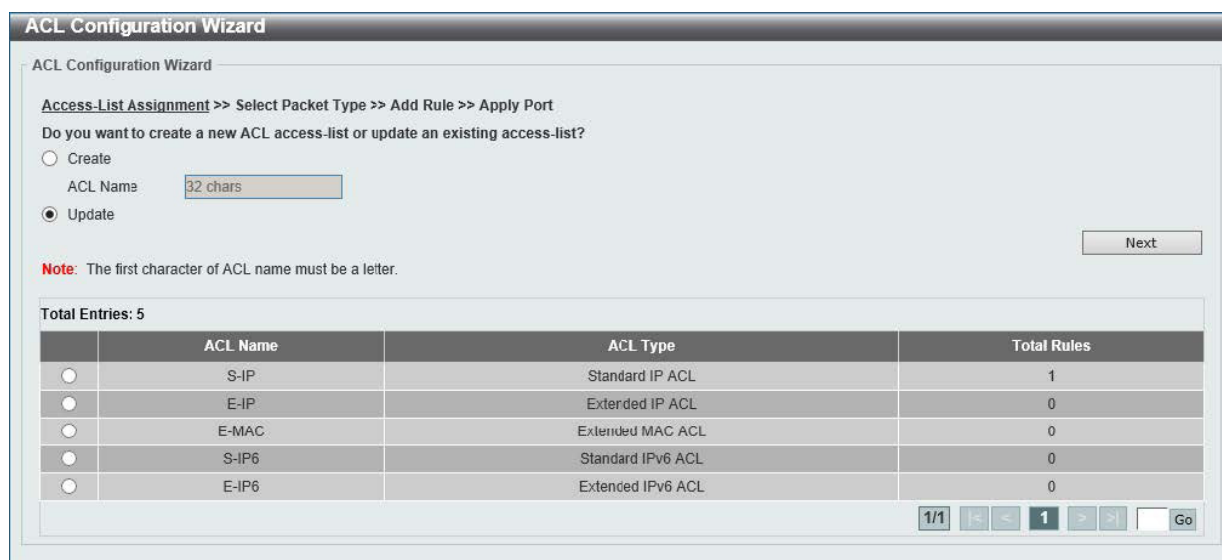 ACL Configuration Wizard
ACL Configuration Wizard
Access-List Assignment >> Select Packet Type >> Add Rule >> Apply Port
Do you want to create a new ACL access-list or update an existing access-list?
Create
ACL Name 32 chars
Update
Next
Note: The first character of ACL name must be a letter.
Total Entries: 5
ACL Name ACL Type Total Rules
S-IP Standard IP ACL 1
E-IP Extended IP ACL 0
E-MAC Extended MAC ACL 0
S-IP6 Standard IPv6 ACL 0
E-IP6 Extended IPv6 ACL 0
1/1 |< < 1 > >| Go